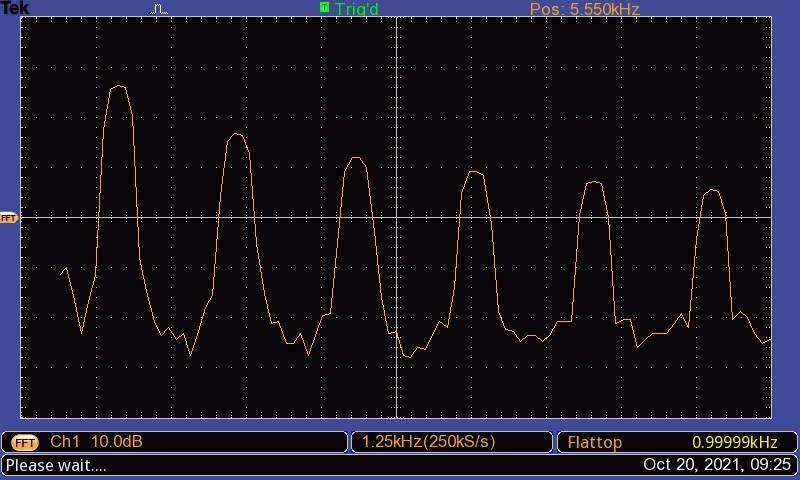 Tek T Trig'd Pos: 5.550kHz
FFT
FFT Ch1 10.0dB 1.25kHz(250kS/s) Flattop 0.99999kHz
Please wait.... Oct 20, 2021, 09:25